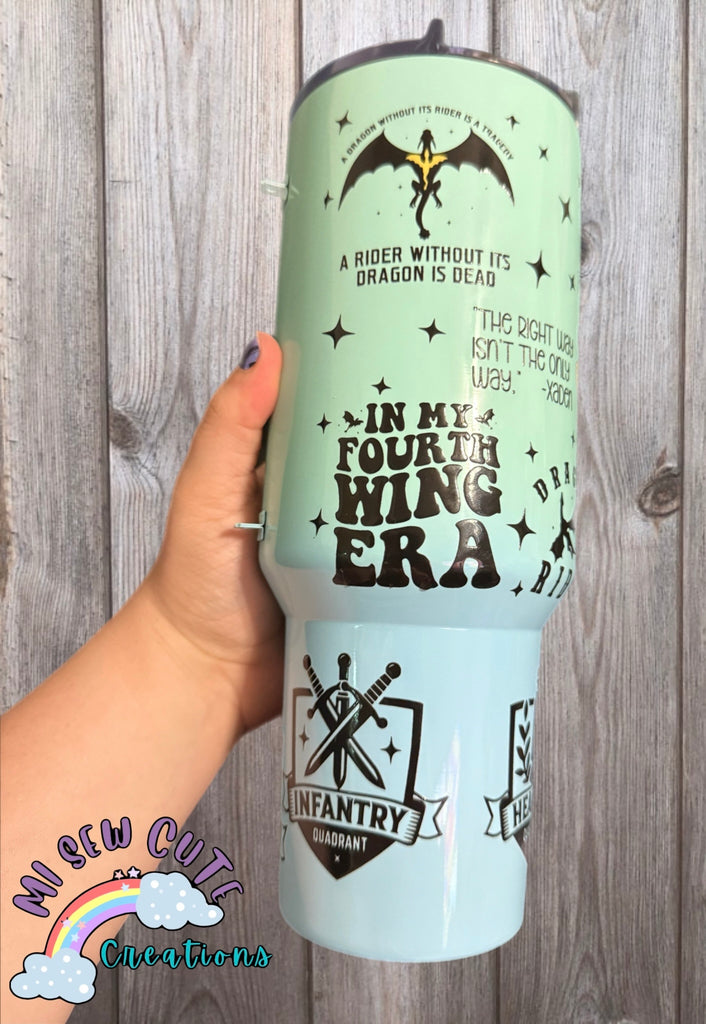 A DRAGON WITHOUT ITS RIDER IS A TRAGEDY
A RIDER WITHOUT ITS
DRAGON IS DEAD
"THE RIGHT WAY
ISN'T THE ONLY
WAY."
-XADEN
IN MY
FOURTH
WING
ERA
INFANTRY
QUADRANT
MI SEW CUTE
Creations